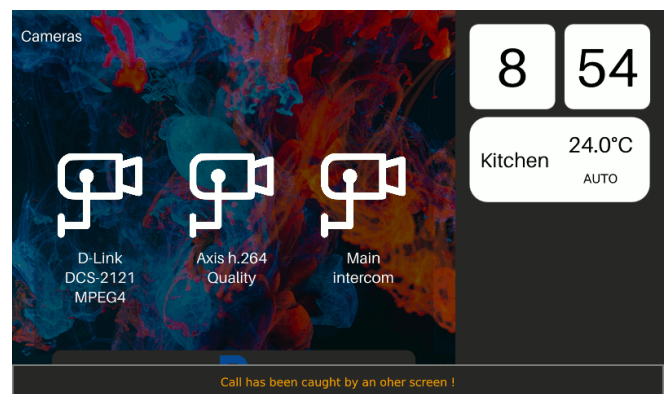 Cameras
8 54
Kitchen
24.0°C
AUTO
D-Link
DCS-2121
MPEG4
Axis h.264
Quality
Main
intercom
Call has been caught by an oher screen !